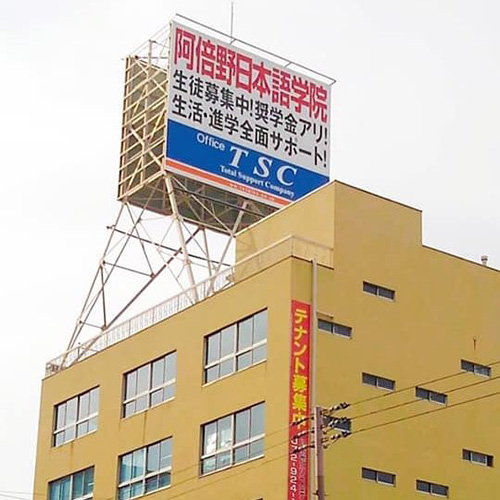 阿倍野日本語学院
生徒募集中!奨学金アリ!
生活・進学全面サポート!
Office TSC
Total Support Company
テナント募集中
072-924-